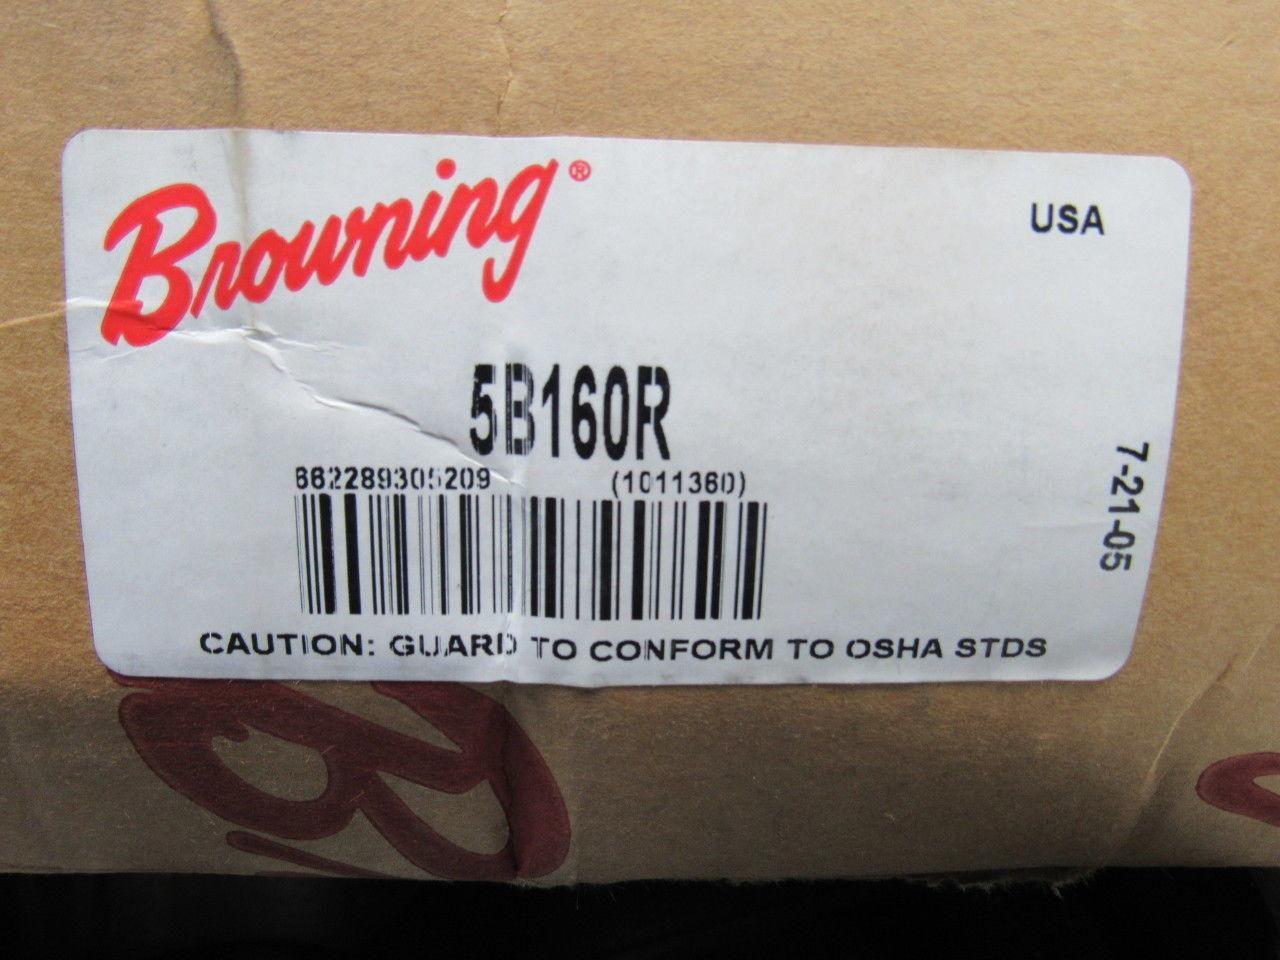 Browning®
USA
5B160R
662289305209 (1011360)
7-21-05
CAUTION: GUARD TO CONFORM TO OSHA STDS
B